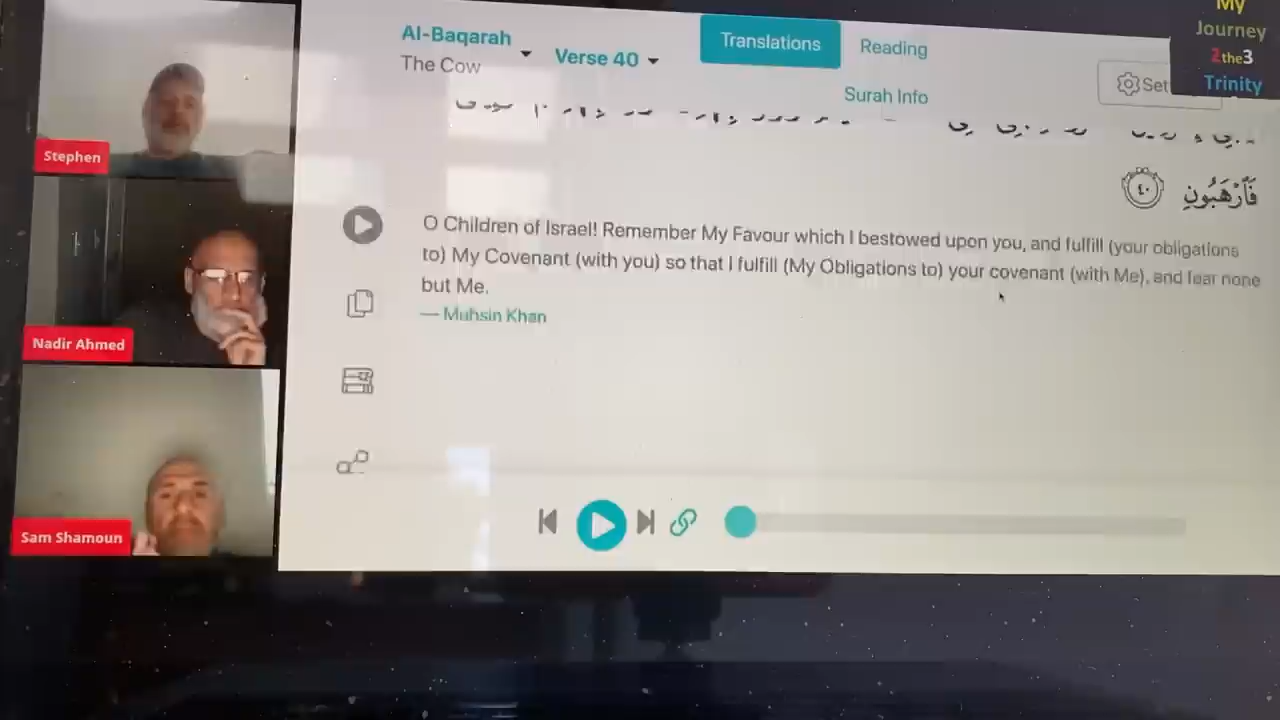 My
Journey
2the3
Trinity
Al-Baqarah
The Cow
Verse 40
Translations
Reading
Surah Info
Set
فَٱرْهَبُونِ ٤٠
O Children of Israel! Remember My Favour which I bestowed upon you, and fulfill (your obligations
to) My Covenant (with you) so that I fulfill (My Obligations to) your covenant (with Me), and fear none
but Me.
— Muhsin Khan
Stephen
Nadir Ahmed
Sam Shamoun